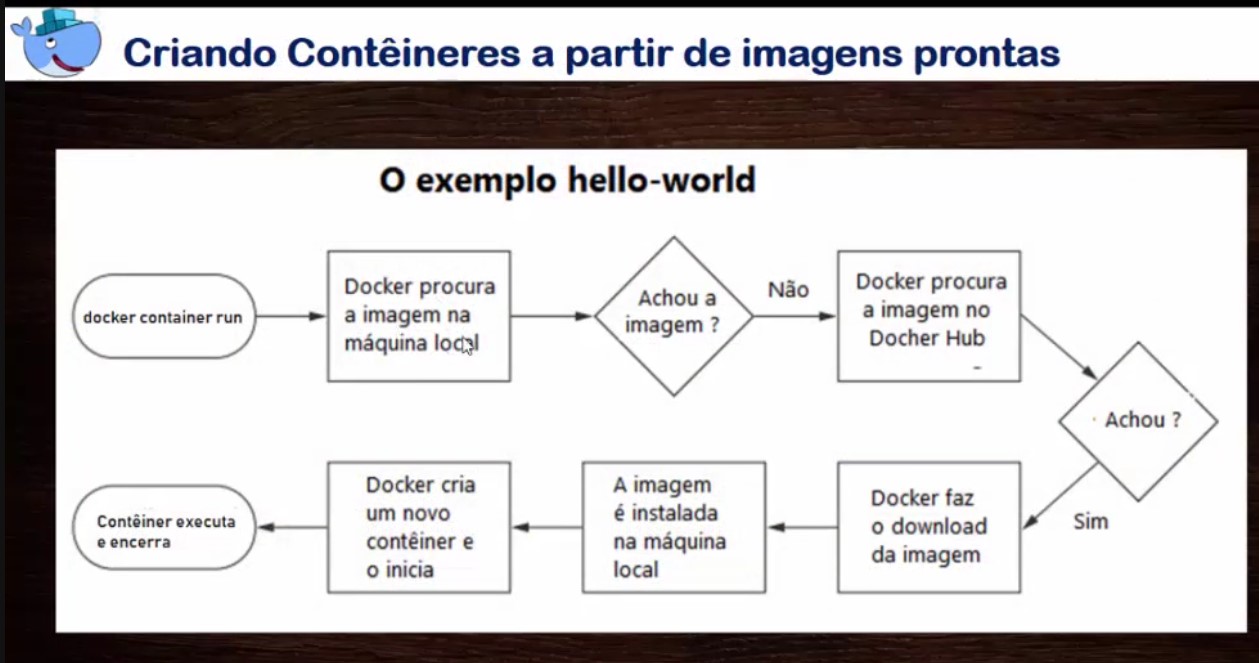 Criando Contêineres a partir de imagens prontas
O exemplo hello-world
docker container run
Docker procura
a imagem na
máquina local
Achou a
imagem ?
Não
Docker procura
a imagem no
Docher Hub
Achou ?
Sim
Docker faz
o download
da imagem
A imagem
é instalada
na máquina
local
Docker cria
um novo
contêiner e
o inicia
Contêiner executa
e encerra